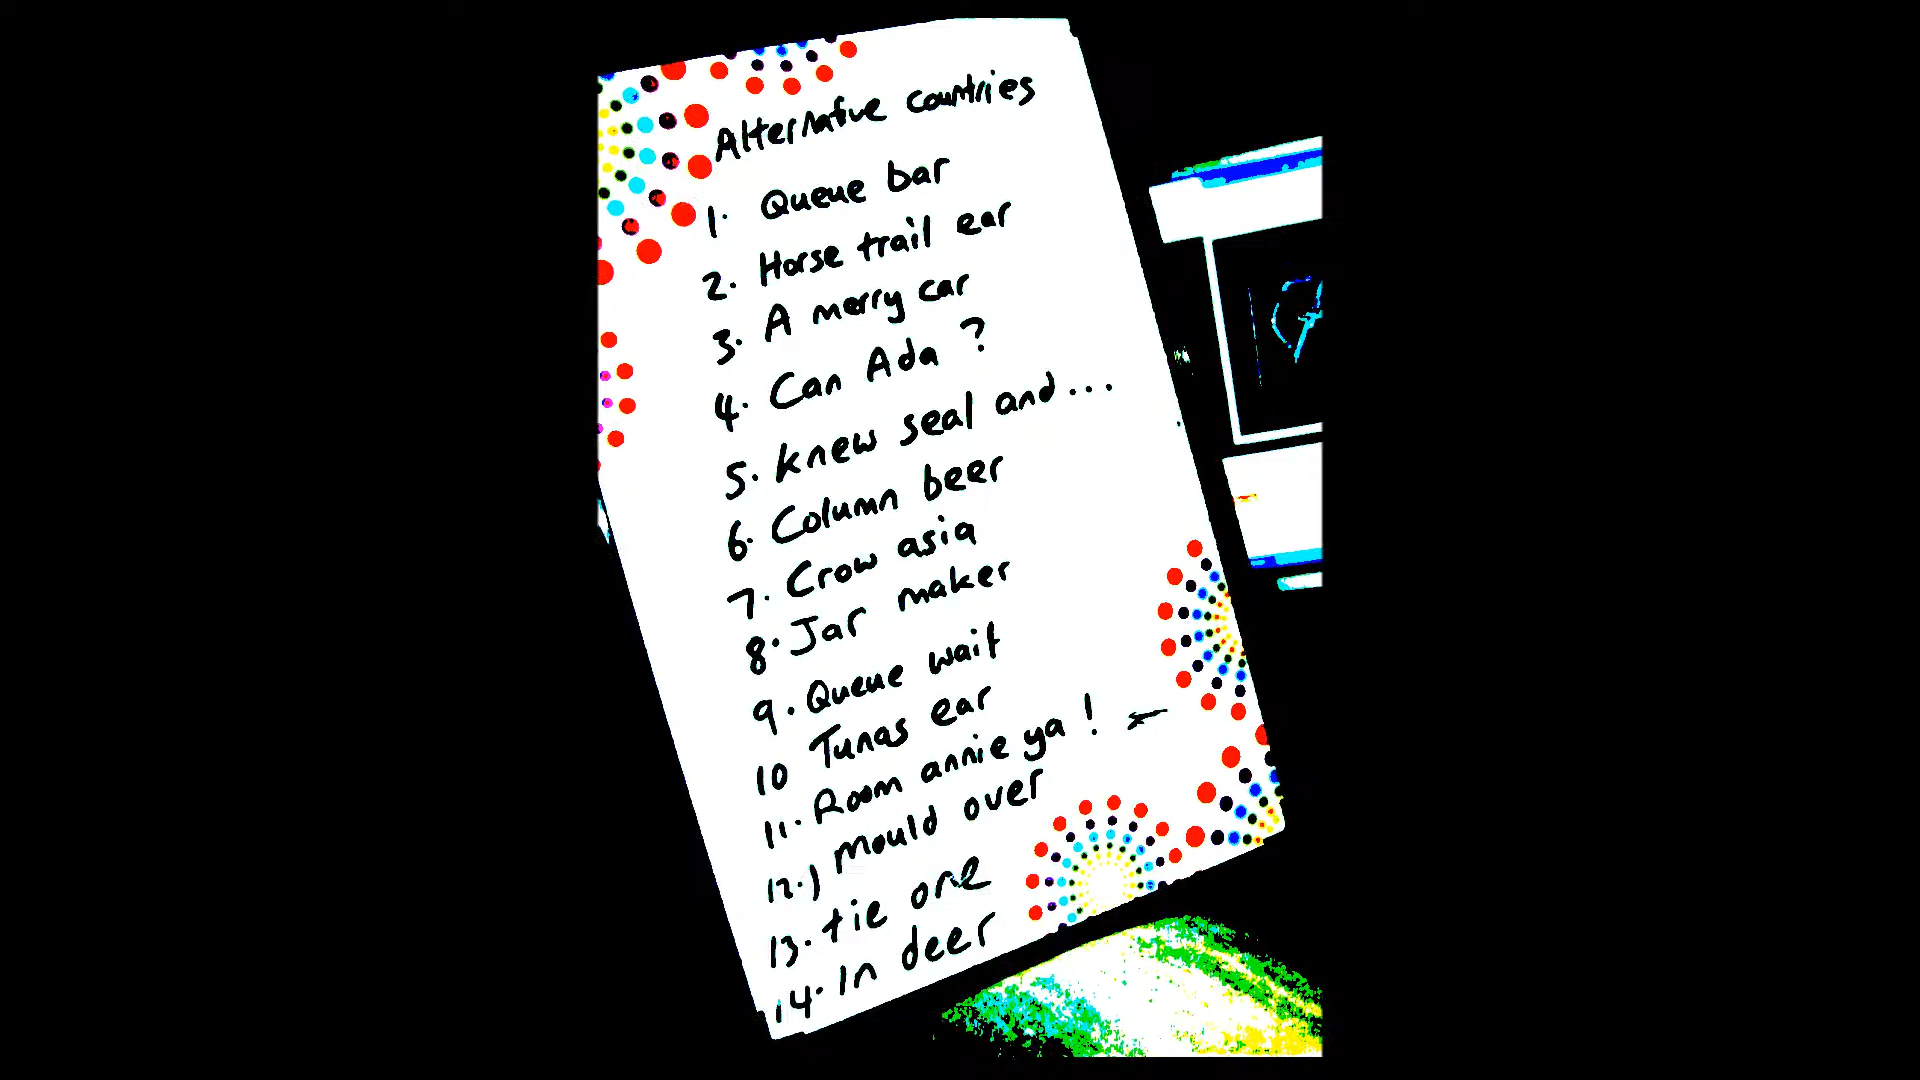 Alternative countries
1. Queue bar
2. Horse trail ear
3. A merry car
4. Can Ada ?
5. Knew seal and...
6. Column beer
7. Crow asia
8. Jar maker
9. Queue wait
10 Tunas ear
11. Room annie ya !
12. Mould over
13. tie one
14. In deer